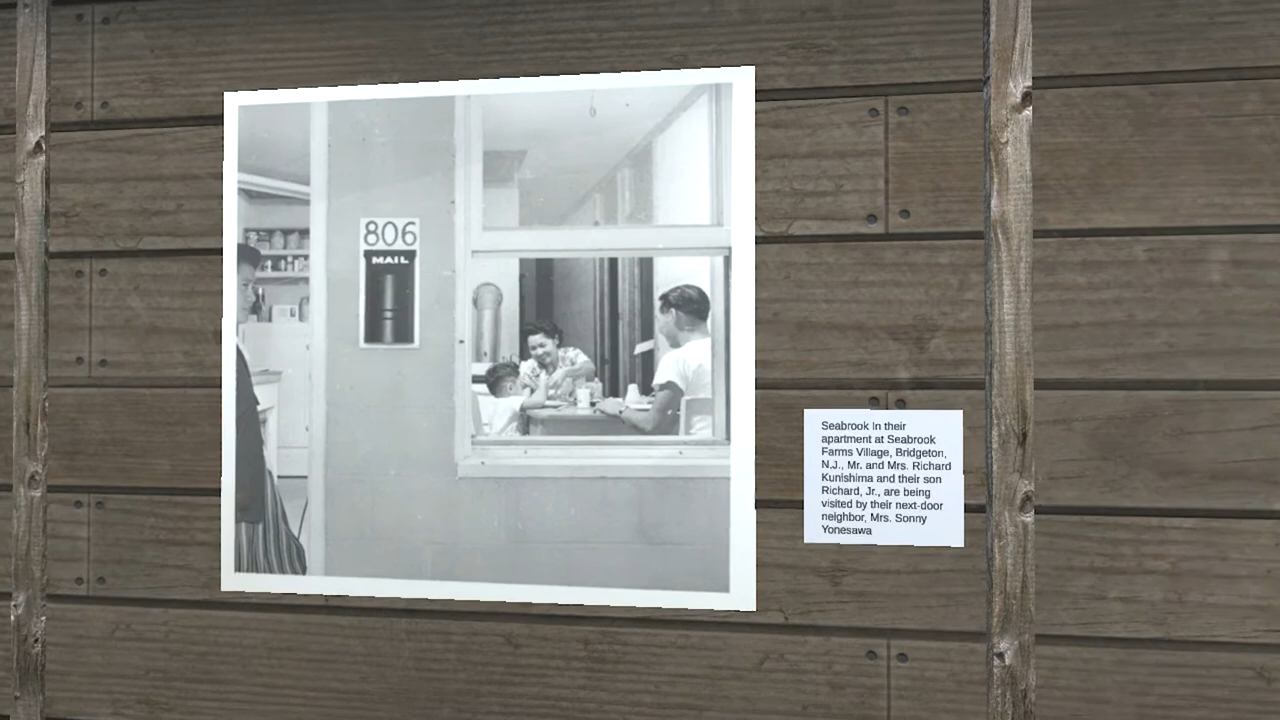 806
MAIL
Seabrook In their
apartment at Seabrook
Farms Village, Bridgeton,
N.J., Mr. and Mrs. Richard
Kunishima and their son
Richard, Jr., are being
visited by their next-door
neighbor, Mrs. Sonny
Yonesawa